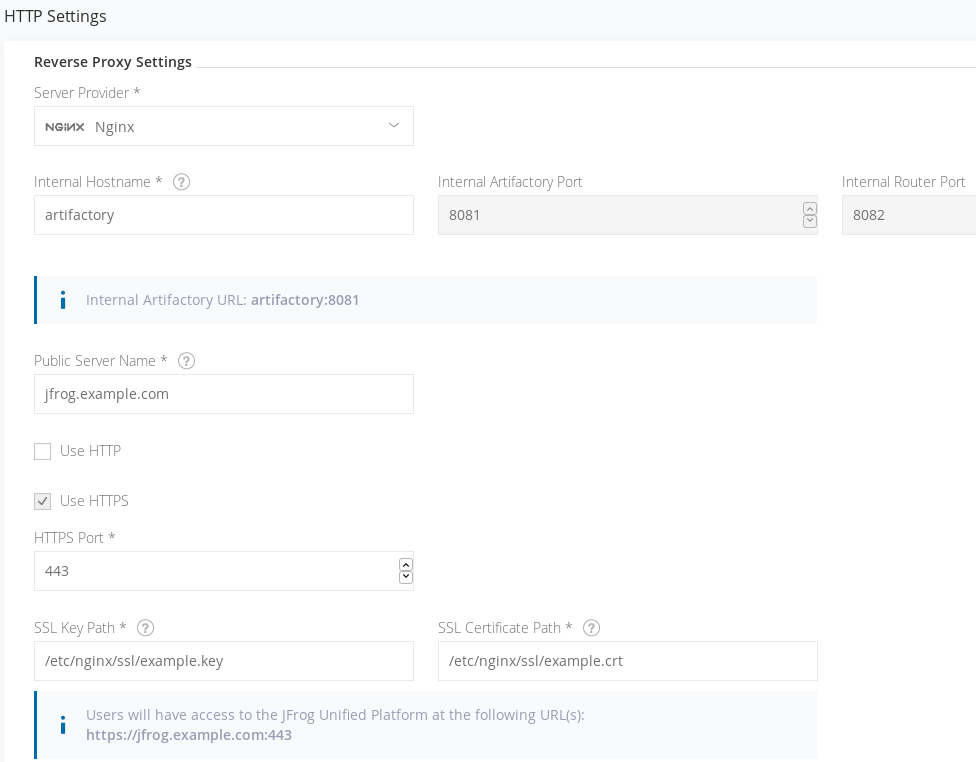 HTTP Settings
Reverse Proxy Settings
Server Provider *
NGINX Nginx
Internal Hostname * ? Internal Artifactory Port Internal Router Port
artifactory 8081 8082
Internal Artifactory URL: artifactory:8081
Public Server Name * ?
jfrog.example.com
Use HTTP
Use HTTPS
HTTPS Port *
443
SSL Key Path * ? SSL Certificate Path * ?
/etc/nginx/ssl/example.key /etc/nginx/ssl/example.crt
Users will have access to the JFrog Unified Platform at the following URL(s):
https://jfrog.example.com:443